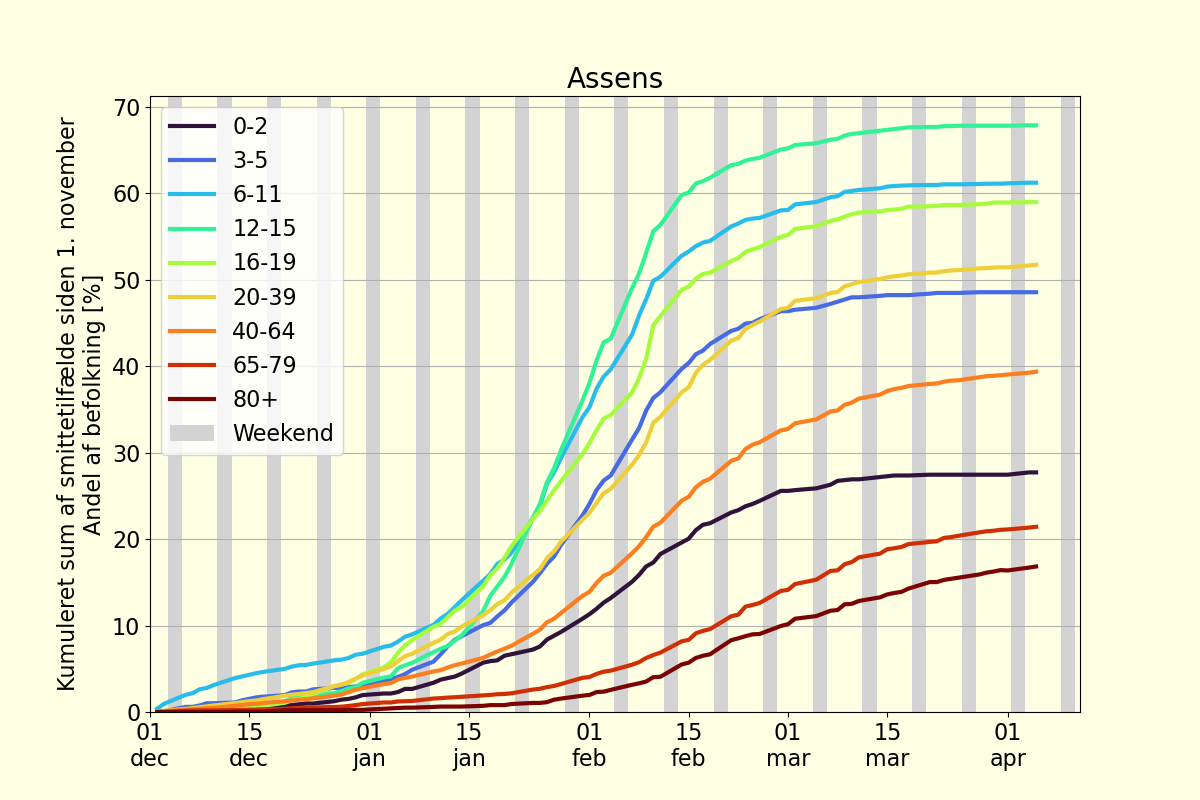 Assens
Kumuleret sum af smittetilfælde siden 1. november
Andel af befolkning [%]
70
60
50
40
30
20
10
0
0-2
3-5
6-11
12-15
16-19
20-39
40-64
65-79
80+
Weekend
01 15 01 15 01 15 01 15 01
dec dec jan jan feb feb mar mar apr